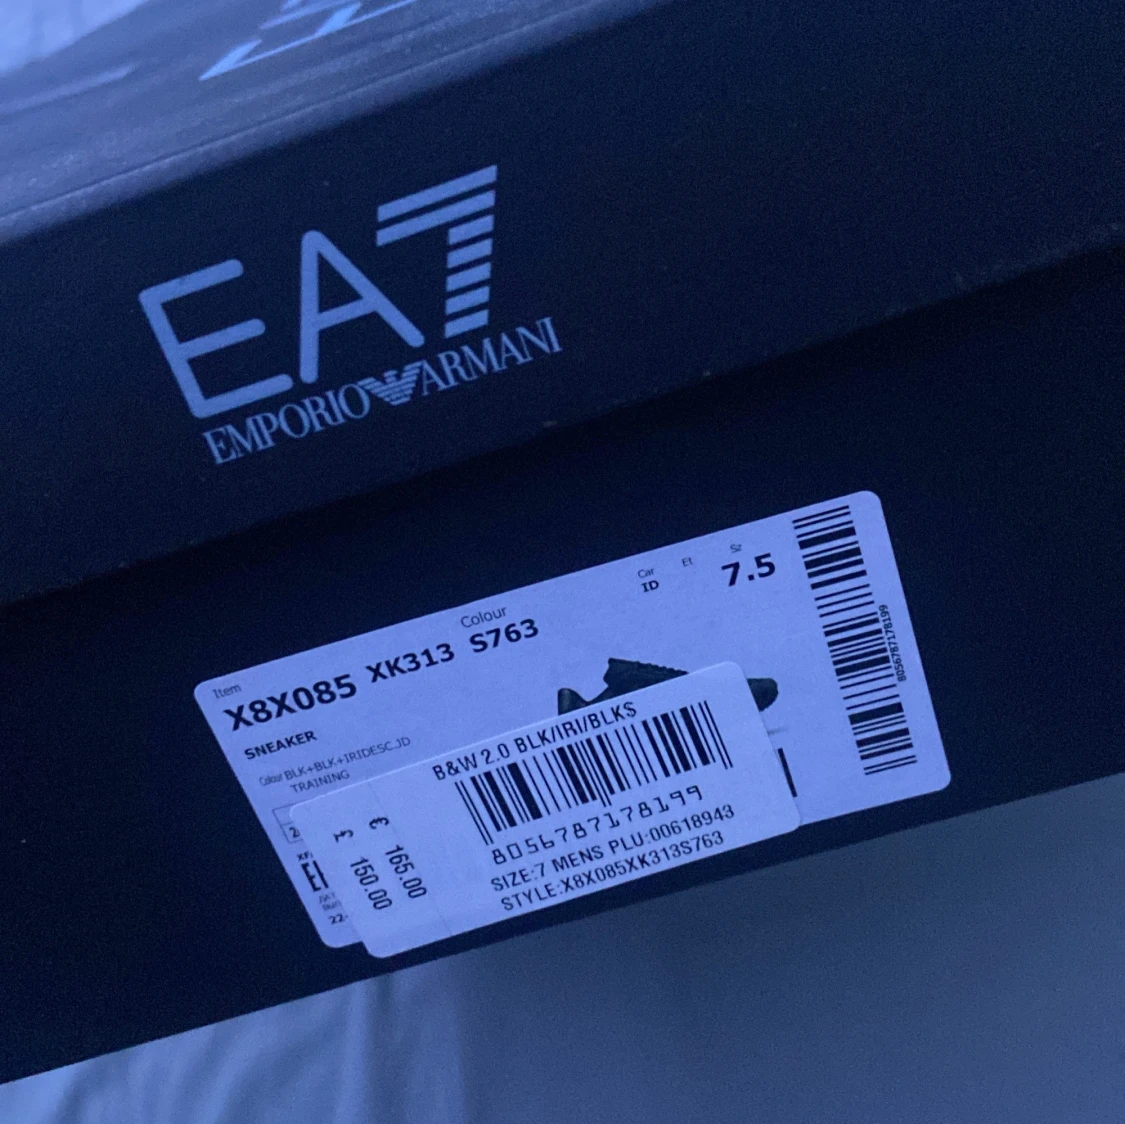 EA7
EMPORIO ARMANI
Item Colour Car Et Sz
X8X085 XK313 S763 ID 7.5
SNEAKER
Colour BLK+BLK+IRIDESC.JD
TRAINING
8056787178199
22-
B&W 2.0 BLK/IRI/BLK$
8056787178199
SIZE:7 MENS PLU:00618943
STYLE:X8X085XK313S763
€ 165.00
£ 150.00